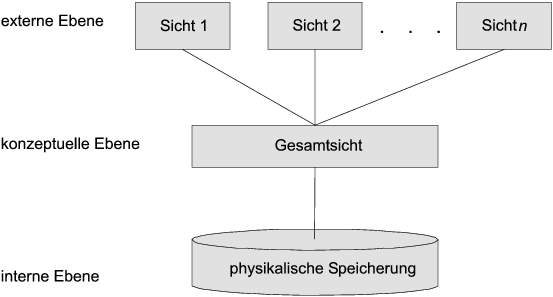 externe Ebene
Sicht 1
Sicht 2
. . .
Sicht n
konzeptuelle Ebene
Gesamtsicht
physikalische Speicherung
interne Ebene